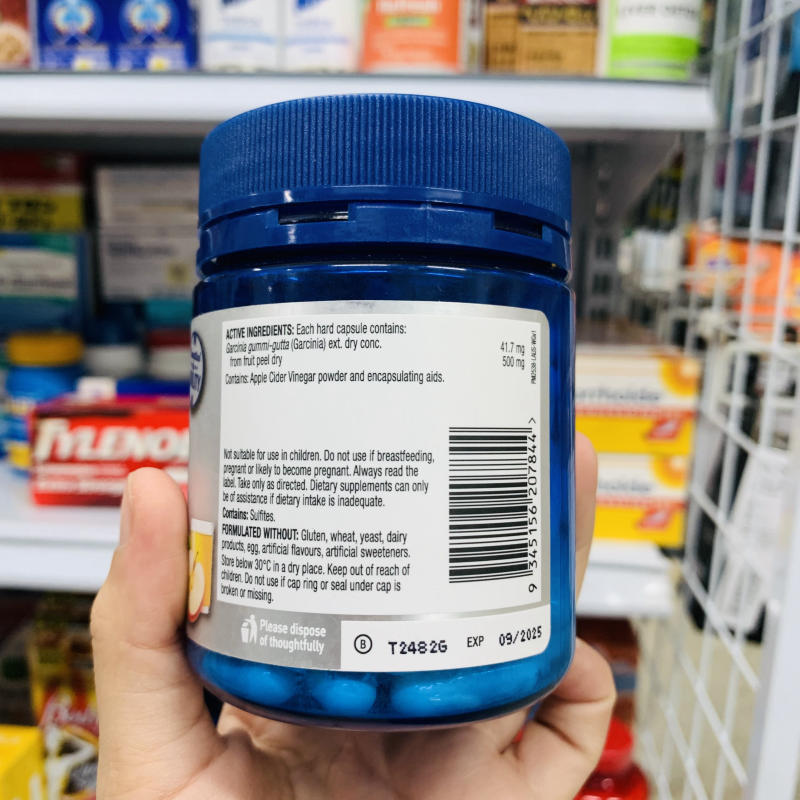 ACTIVE INGREDIENTS: Each hard capsule contains:
Garcinia gummi-gutta (Garcinia) ext. dry conc. 41.7 mg
from fruit peel dry 500 mg
Contains: Apple Cider Vinegar powder and encapsulating aids.
Not suitable for use in children. Do not use if breastfeeding,
pregnant or likely to become pregnant. Always read the
label. Take only as directed. Dietary supplements can only
be of assistance if dietary intake is inadequate.
Contains: Sulfites.
FORMULATED WITHOUT: Gluten, wheat, yeast, dairy
products, egg, artificial flavours, artificial sweeteners.
Store below 30°C in a dry place. Keep out of reach of
children. Do not use if cap ring or seal under cap is
broken or missing.
9 345156 207844 >
Please dispose
of thoughtfully
B T2482G EXP 09/2025
TYLENOL